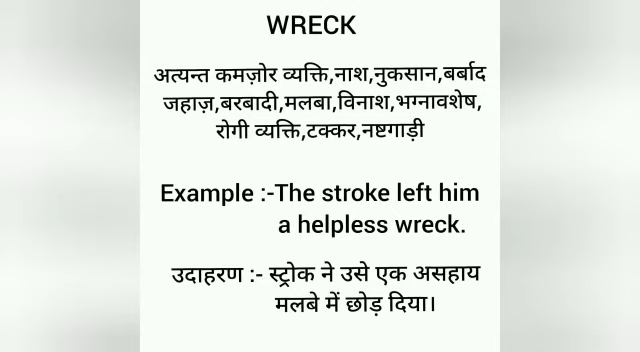 WRECK
अत्यन्त कमज़ोर व्यक्ति,नाश,नुकसान,बर्बाद
जहाज़,बरबादी,मलबा,विनाश,भग्नावशेष,
रोगी व्यक्ति,टक्कर,नष्टगाड़ी
Example :-The stroke left him
a helpless wreck.
उदाहरण :- स्ट्रोक ने उसे एक असहाय
मलबे में छोड़ दिया।